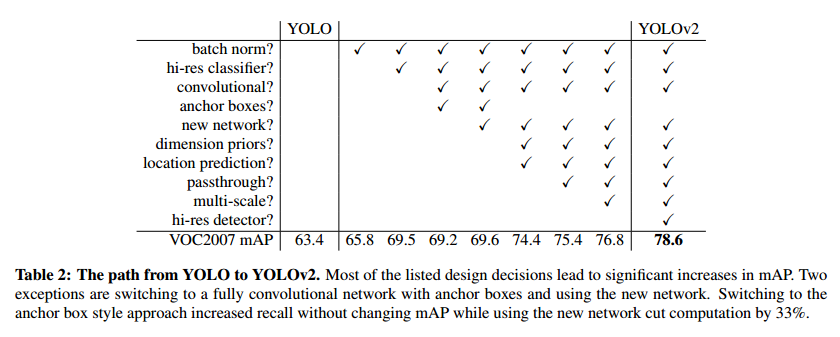 YOLO YOLOv2
batch norm? ✓ ✓ ✓ ✓ ✓ ✓ ✓ ✓
hi-res classifier? ✓ ✓ ✓ ✓ ✓ ✓ ✓
convolutional? ✓ ✓ ✓ ✓ ✓ ✓
anchor boxes? ✓ ✓
new network? ✓ ✓ ✓ ✓ ✓
dimension priors? ✓ ✓ ✓ ✓
location prediction? ✓ ✓ ✓ ✓
passthrough? ✓ ✓ ✓
multi-scale? ✓ ✓
hi-res detector? ✓
VOC2007 mAP 63.4 65.8 69.5 69.2 69.6 74.4 75.4 76.8 78.6
Table 2: The path from YOLO to YOLOv2. Most of the listed design decisions lead to significant increases in mAP. Two
exceptions are switching to a fully convolutional network with anchor boxes and using the new network. Switching to the
anchor box style approach increased recall without changing mAP while using the new network cut computation by 33%.